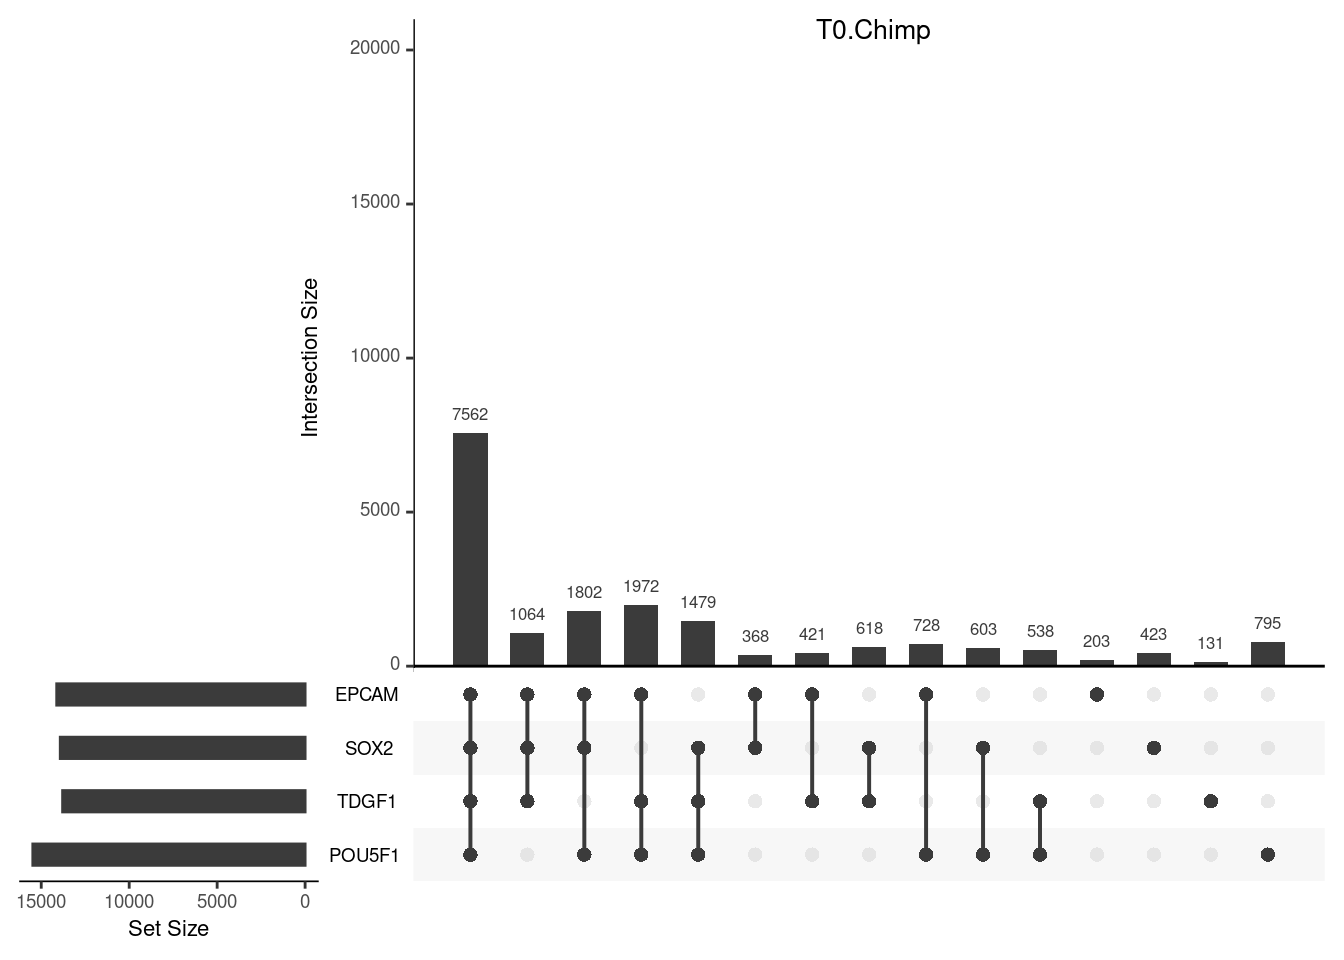 T0.Chimp
20000
15000
10000
5000
0
Intersection Size
7562
1064
1802
1972
1479
368
421
618
728
603
538
203
423
131
795
EPCAM
SOX2
TDGF1
POU5F1
15000 10000 5000 0
Set Size